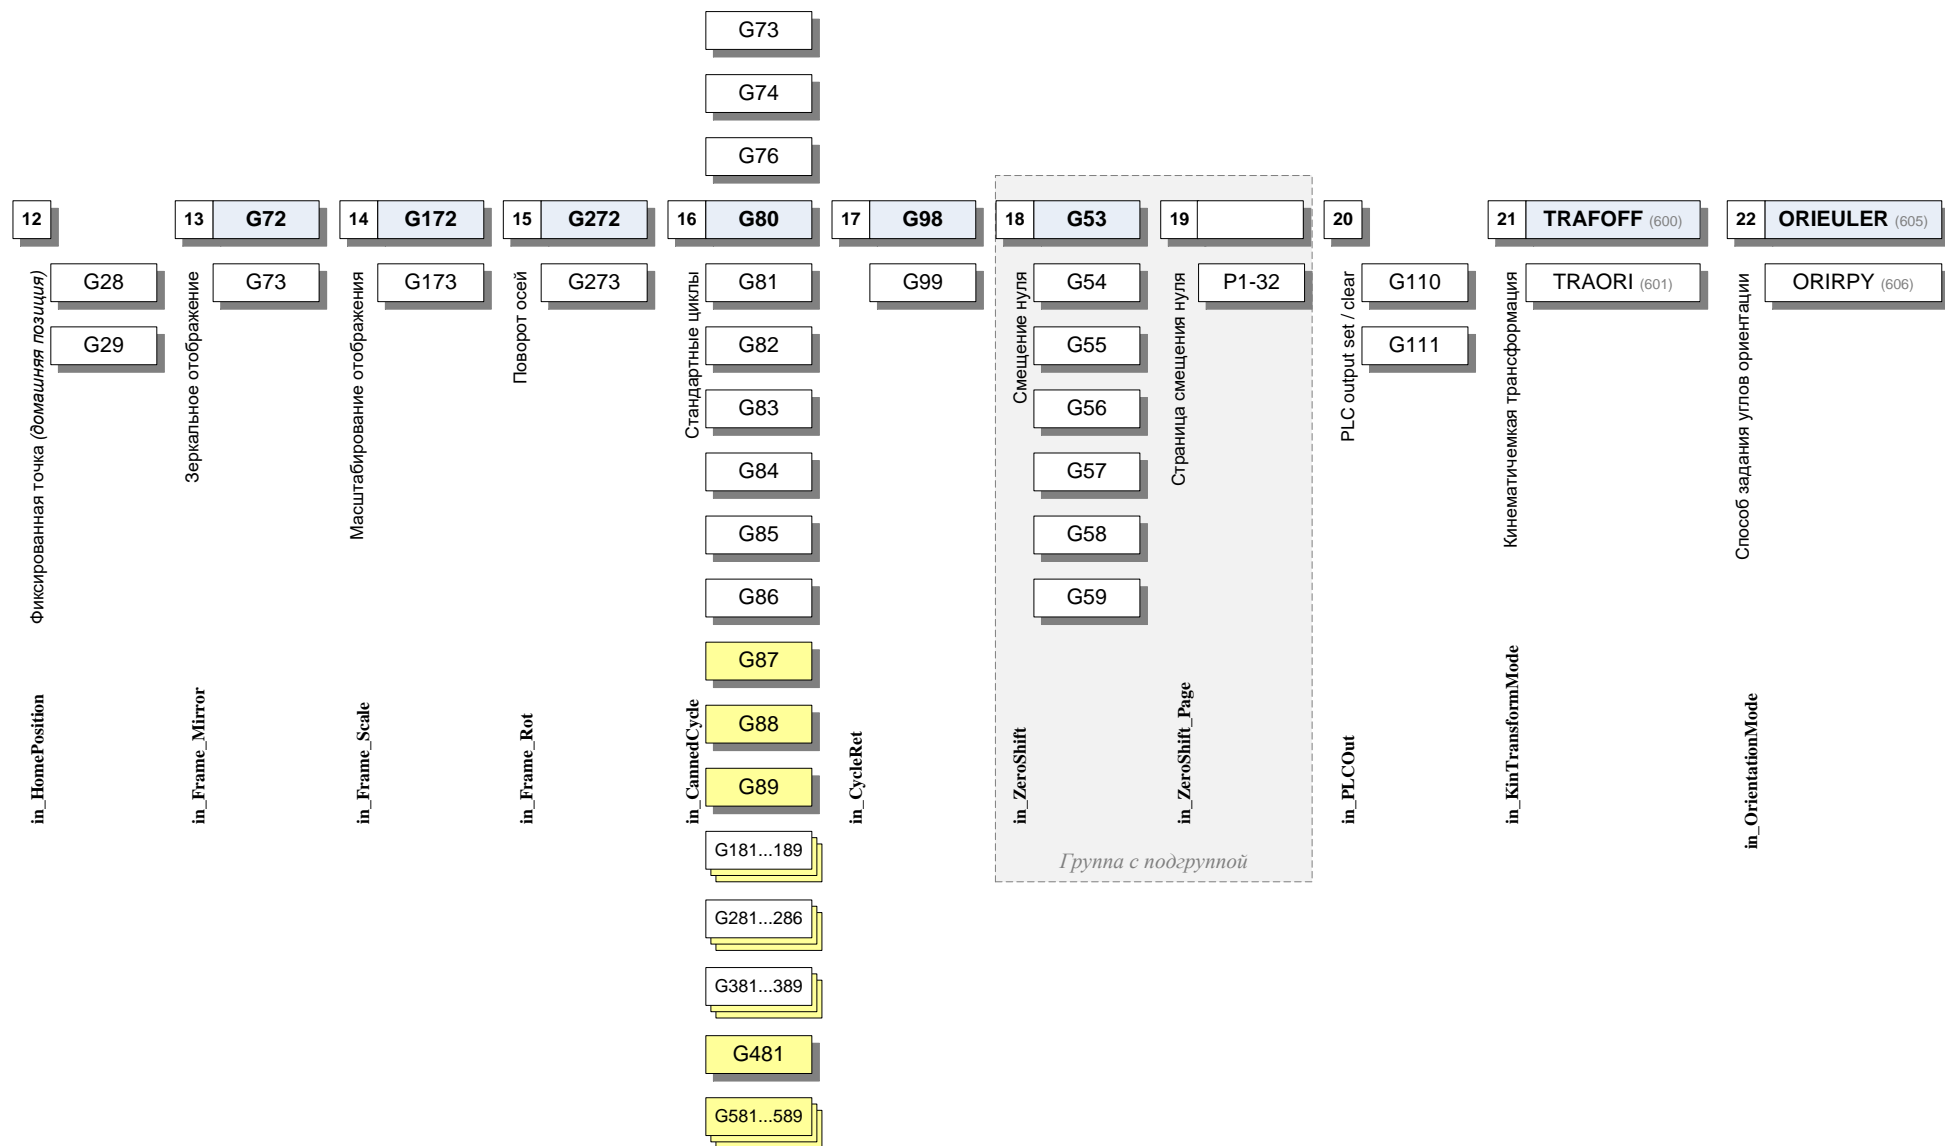 G73
G74
G76
12
13 G72
14 G172
15 G272
16 G80
17 G98
18 G53
19
20
21 TRAFOFF (600)
22 ORIEULER (605)
Фиксированная точка (домашняя позиция)
G28
G29
in_HomePosition
Зеркальное отображение
G73
in_Frame_Mirror
Масштабирование отображения
G173
in_Frame_Scale
Поворот осей
G273
in_Frame_Rot
Стандартные циклы
G81
G82
G83
G84
G85
G86
G87
G88
G89
G181...189
G281...286
G381...389
G481
G581...589
in_CannedCycle
G99
in_CycleRet
Смещение нуля
G54
G55
G56
G57
G58
G59
in_ZeroShift
Страница смещения нуля
P1-32
in_ZeroShift_Page
Группа с подгруппой
PLC output set / clear
G110
G111
in_PLCOut
Кинематичемкая трансформация
TRAORI (601)
in_KinTransformMode
Способ задания углов ориентации
ORIRPY (606)
in_OrientationMode